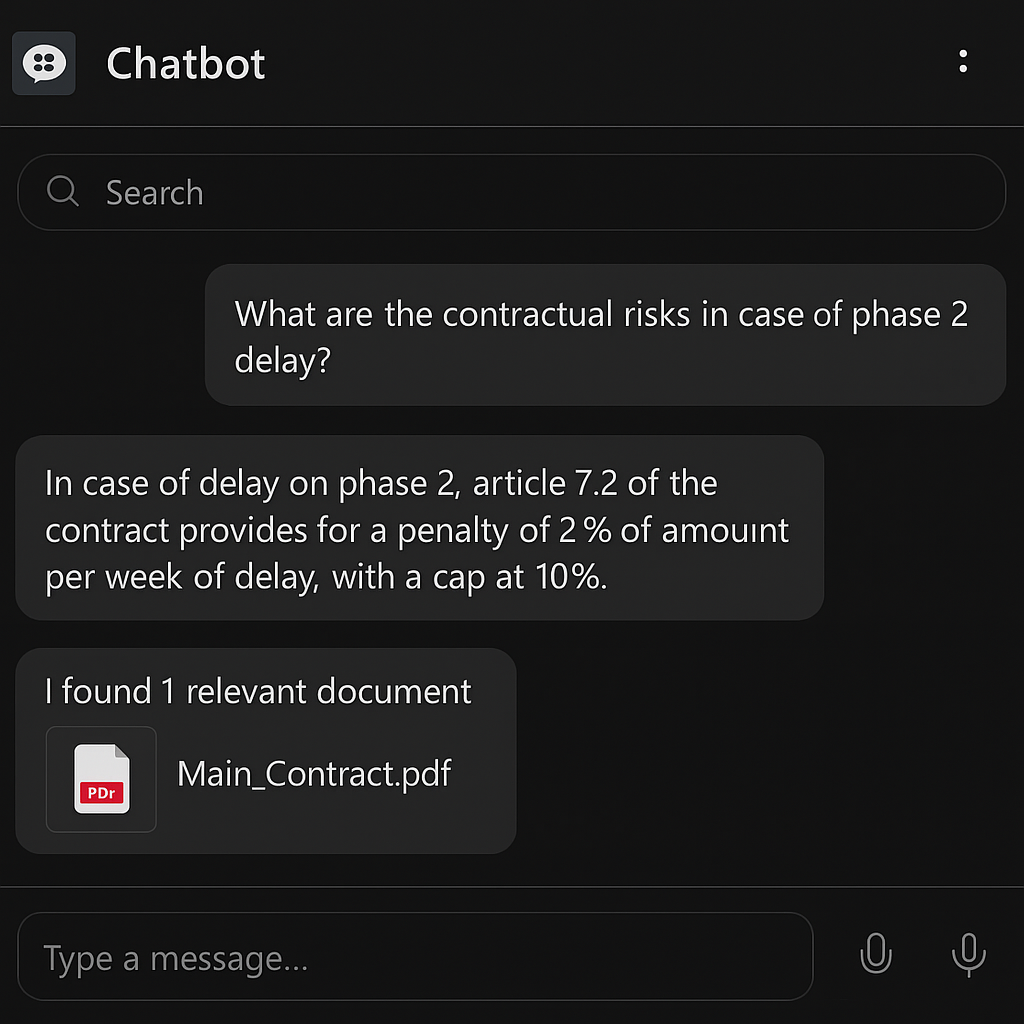 Chatbot
Search
What are the contractual risks in case of phase 2
delay?
In case of delay on phase 2, article 7.2 of the
contract provides for a penalty of 2% of amouınt
per week of delay, with a cap at 10%.
I found 1 relevant document
PDr
Main_Contract.pdf
Type a message...